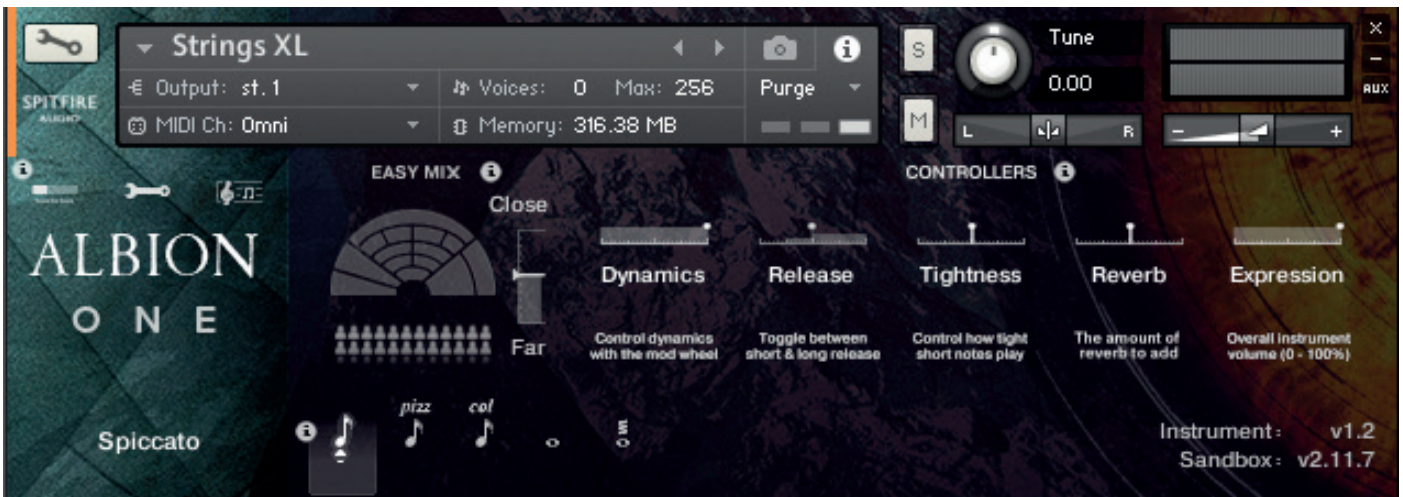 Strings XL
S
Tune
×
Output: st.1
Voices: 0 Max: 256
Purge
0.00
AUX
SPITFIRE
AUDIO
MIDI Ch: Omni
Memory: 316.38 MB
M
L
R
-
+
EASY MIX
CONTROLLERS
Close
ALBION
ONE
Dynamics
Release
Tightness
Reverb
Expression
Far
Control dynamics
with the mod wheel
Toggle between
short & long release
Control how tight
short notes play
The amount of
reverb to add
Overall instrument
volume (0 - 100%)
pizz
col
Spiccato
Instrument: v1.2
Sandbox: v2.11.7